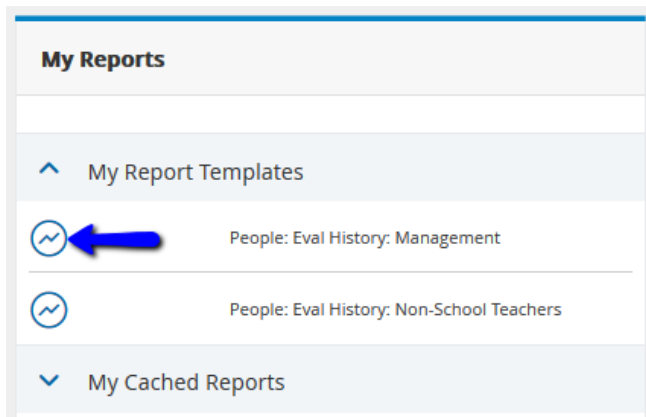 My Reports
My Report Templates
People: Eval History: Management
People: Eval History: Non-School Teachers
My Cached Reports